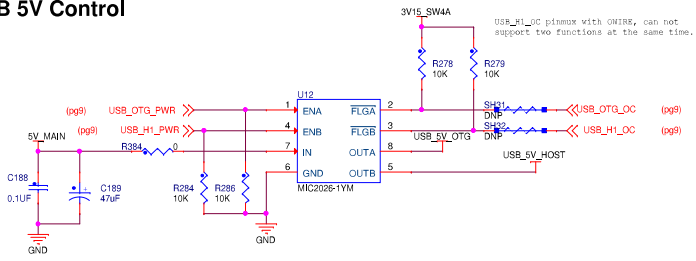 B 5V Control
3V15_SW4A
USB_H1_OC pinmux with OWIRE, can not
support two functions at the same time.
R278
10K
R279
10K
U12
(pg9)
USB_OTG_PWR
1
ENA
FLGA
2
SH31
DNP
USB_OTG_OC
(pg9)
(pg9)
USB_H1_PWR
4
ENB
FLGB
3
SH32
DNP
USB_H1_OC
(pg9)
5V_MAIN
R384
0
7
IN
OUTA
8
USB_5V_OTG
6
GND
OUTB
5
USB_5V_HOST
MIC2026-1YM
C188
0.1UF
C189
47uF
+
R284
10K
R286
10K
GND
GND